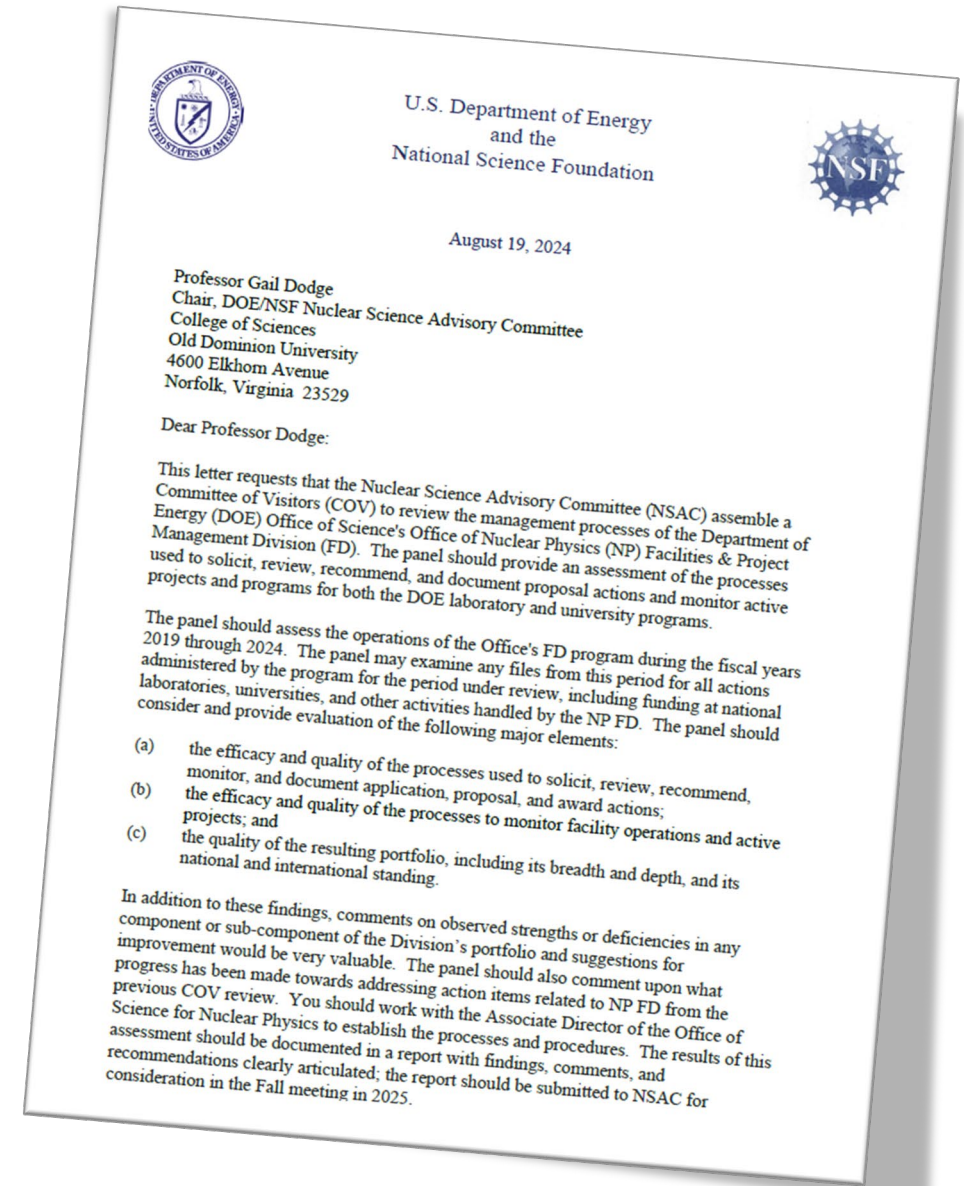 DEPARTMENT OF ENERGY
UNITED STATES OF AMERICA
U.S. Department of Energy
and the
National Science Foundation
NSF
August 19, 2024
Professor Gail Dodge
Chair, DOE/NSF Nuclear Science Advisory Committee
College of Sciences
Old Dominion University
4600 Elkhorn Avenue
Norfolk, Virginia 23529
Dear Professor Dodge:
This letter requests that the Nuclear Science Advisory Committee (NSAC) assemble a
Committee of Visitors (COV) to review the management processes of the Department of
Energy (DOE) Office of Science's Office of Nuclear Physics (NP) Facilities & Project
Management Division (FD). The panel should provide an assessment of the processes
used to solicit, review, recommend, and document proposal actions and monitor active
projects and programs for both the DOE laboratory and university programs.
The panel should assess the operations of the Office's FD program during the fiscal years
2019 through 2024. The panel may examine any files from this period for all actions
administered by the program for the period under review, including funding at national
laboratories, universities, and other activities handled by the NP FD. The panel should
consider and provide evaluation of the following major elements:
(a) the efficacy and quality of the processes used to solicit, review, recommend,
monitor, and document application, proposal, and award actions;
(b) the efficacy and quality of the processes to monitor facility operations and active
projects; and
(c) the quality of the resulting portfolio, including its breadth and depth, and its
national and international standing.
In addition to these findings, comments on observed strengths or deficiencies in any
component or sub-component of the Division's portfolio and suggestions for
improvement would be very valuable. The panel should also comment upon what
progress has been made towards addressing action items related to NP FD from the
previous COV review. You should work with the Associate Director of the Office of
Science for Nuclear Physics to establish the processes and procedures. The results of this
assessment should be documented in a report with findings, comments, and
recommendations clearly articulated; the report should be submitted to NSAC for
consideration in the Fall meeting in 2025.